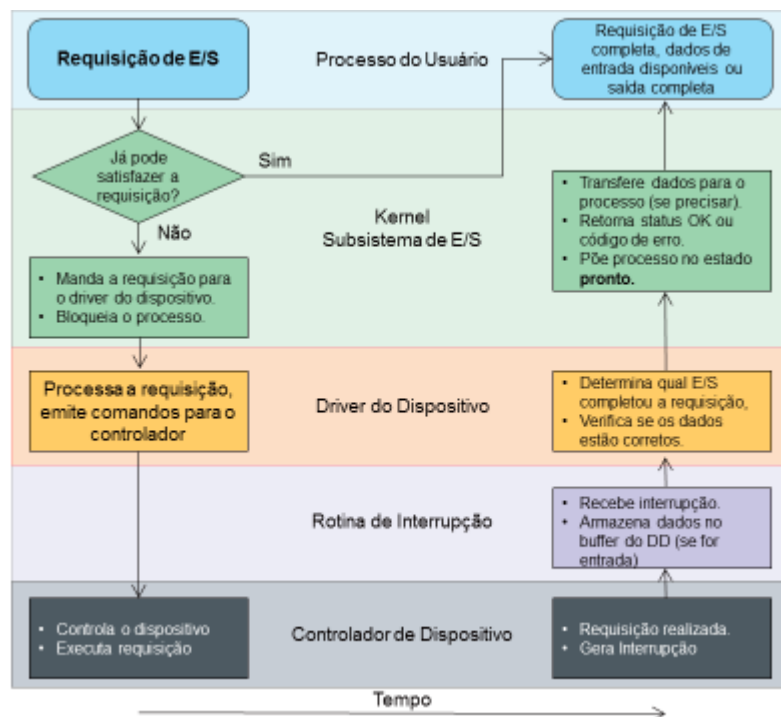 Requisição de E/S
Processo do Usuário
Requisição de E/S
completa, dados de
entrada disponíveis ou
saída completa
Já pode
satisfazer a
requisição?
Sim
Não
Kernel
Subsistema de E/S
• Transfere dados para o
processo (se precisar).
• Retorna status OK ou
código de erro.
• Põe processo no estado
pronto.
• Manda a requisição para
o driver do dispositivo.
• Bloqueia o processo.
Processa a requisição,
emite comandos para o
controlador
Driver do Dispositivo
• Determina qual E/S
completou a requisição,
• Verifica se os dados
estão corretos.
Rotina de Interrupção
• Recebe interrupção.
• Armazena dados no
buffer do DD (se for
entrada)
• Controla o dispositivo
• Executa requisição
Controlador de Dispositivo
• Requisição realizada.
• Gera Interrupção
Tempo